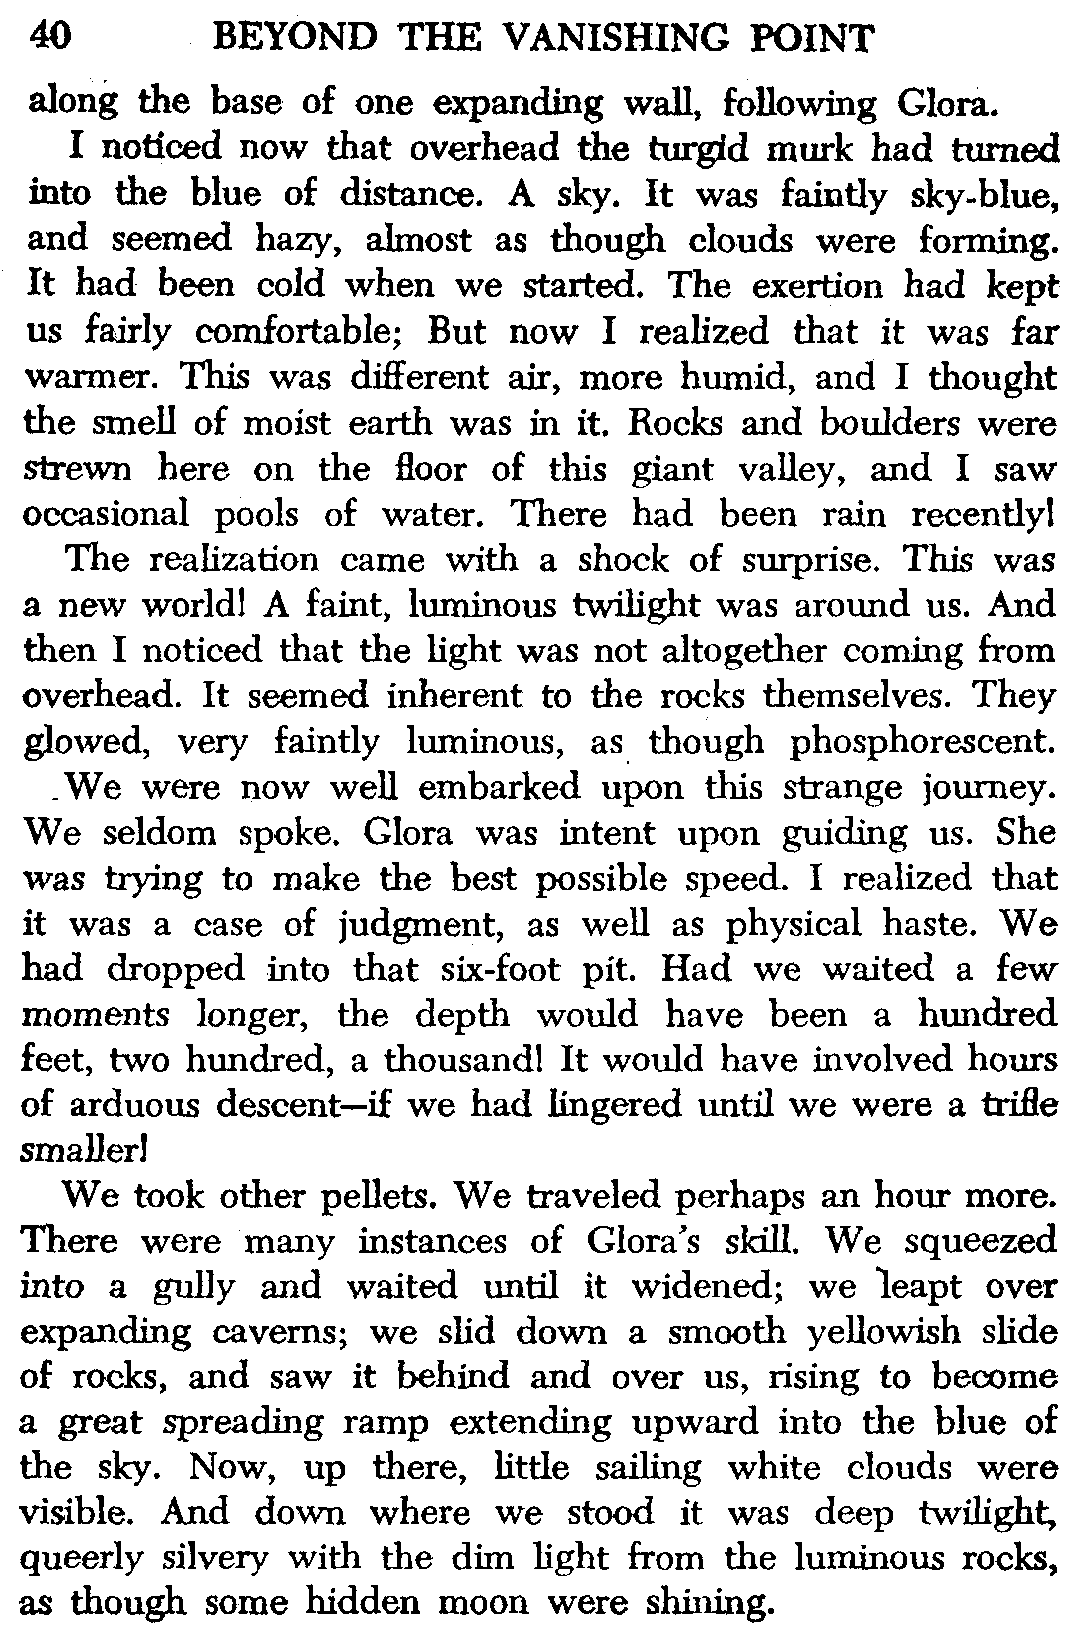 40 BEYOND THE VANISHING POINT
along the base of one expanding wall, following Glora.
I noticed now that overhead the turgid murk had turned
into the blue of distance. A sky. It was faintly sky-blue,
and seemed hazy, almost as though clouds were forming.
It had been cold when we started. The exertion had kept
us fairly comfortable; But now I realized that it was far
warmer. This was different air, more humid, and I thought
the smell of moist earth was in it. Rocks and boulders were
strewn here on the floor of this giant valley, and I saw
occasional pools of water. There had been rain recently!
The realization came with a shock of surprise. This was
a new world! A faint, luminous twilight was around us. And
then I noticed that the light was not altogether coming from
overhead. It seemed inherent to the rocks themselves. They
glowed, very faintly luminous, as though phosphorescent.
We were now well embarked upon this strange journey.
We seldom spoke. Glora was intent upon guiding us. She
was trying to make the best possible speed. I realized that
it was a case of judgment, as well as physical haste. We
had dropped into that six-foot pit. Had we waited a few
moments longer, the depth would have been a hundred
feet, two hundred, a thousand! It would have involved hours
of arduous descent—if we had lingered until we were a trifle
smaller!
We took other pellets. We traveled perhaps an hour more.
There were many instances of Glora's skill. We squeezed
into a gully and waited until it widened; we leapt over
expanding caverns; we slid down a smooth yellowish slide
of rocks, and saw it behind and over us, rising to become
a great spreading ramp extending upward into the blue of
the sky. Now, up there, little sailing white clouds were
visible. And down where we stood it was deep twilight,
queerly silvery with the dim light from the luminous rocks,
as though some hidden moon were shining.